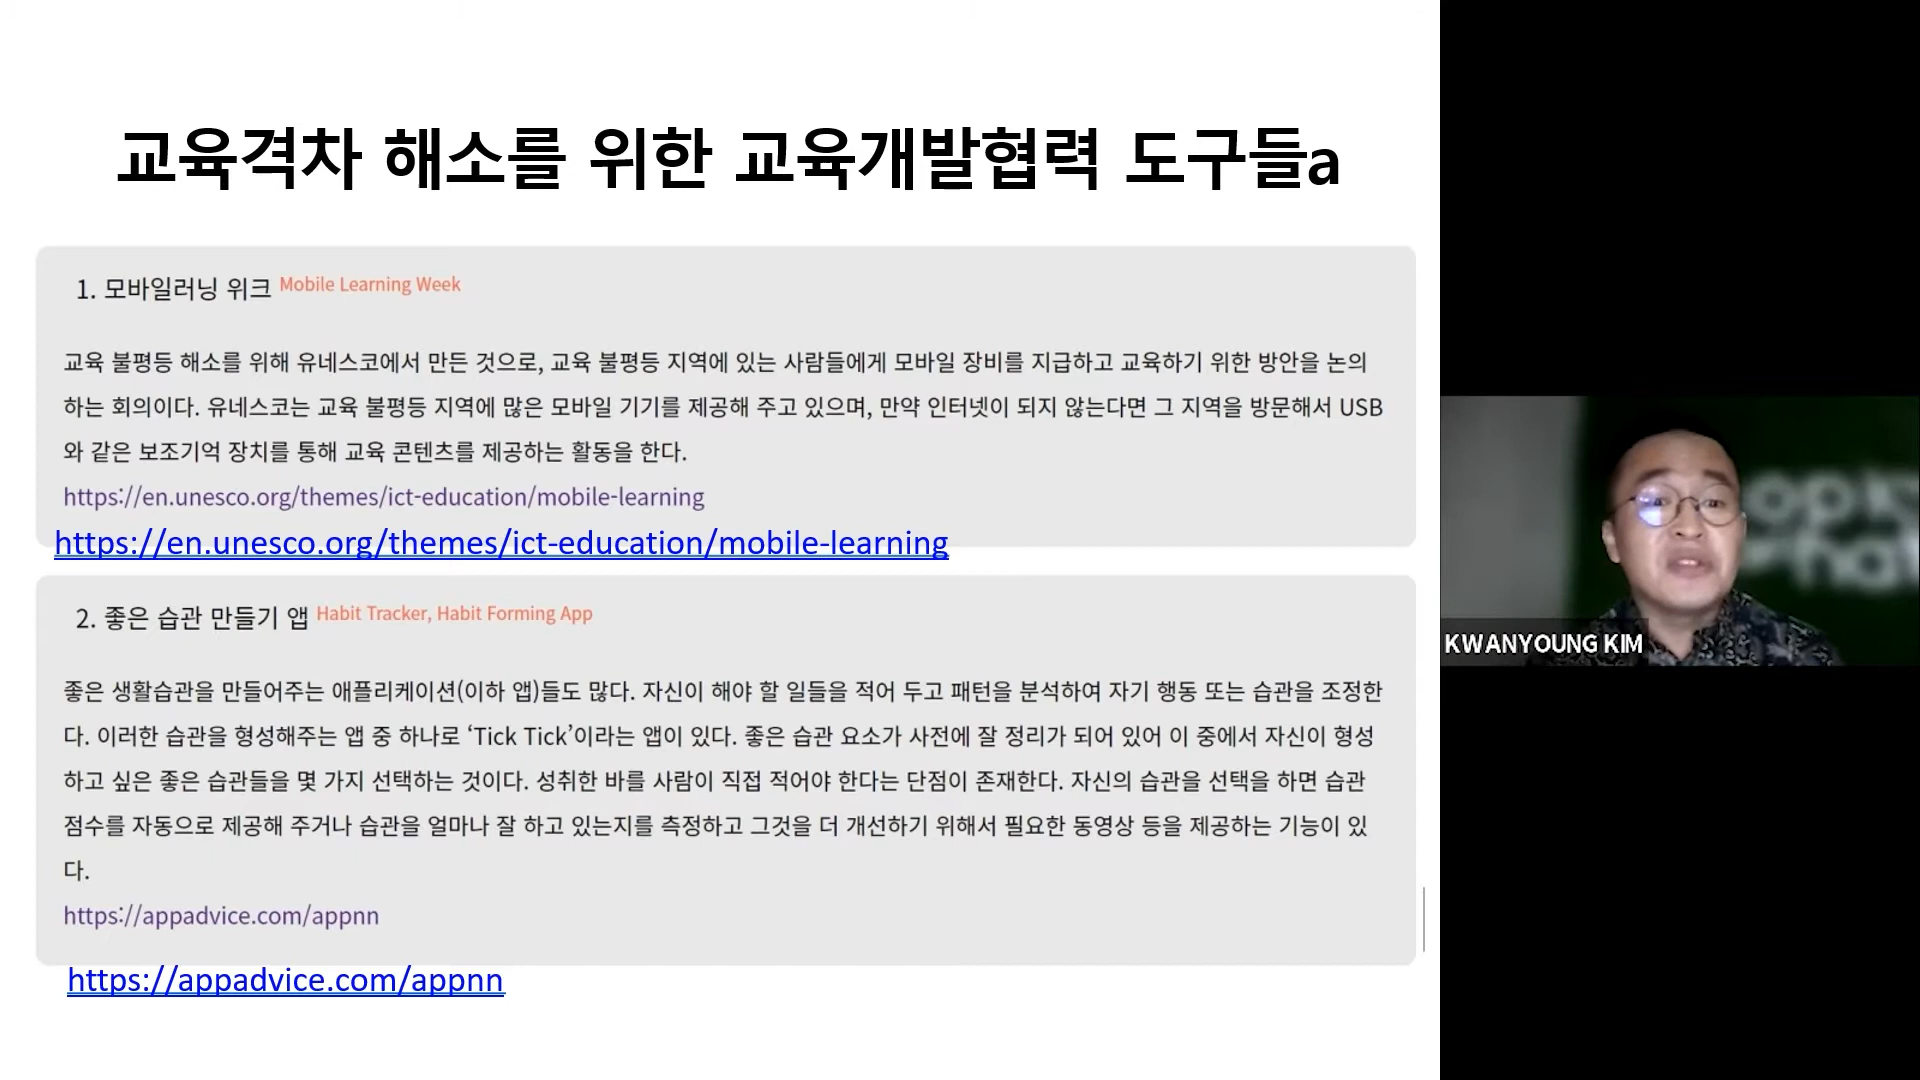 교육격차 해소를 위한 교육개발협력 도구들a
1. 모바일러닝 위크 Mobile Learning Week
교육 불평등 해소를 위해 유네스코에서 만든 것으로, 교육 불평등 지역에 있는 사람들에게 모바일 장비를 지급하고 교육하기 위한 방안을 논의
하는 회의이다. 유네스코는 교육 불평등 지역에 많은 모바일 기기를 제공해 주고 있으며, 만약 인터넷이 되지 않는다면 그 지역을 방문해서 USB
와 같은 보조기억 장치를 통해 교육 콘텐츠를 제공하는 활동을 한다.
https://en.unesco.org/themes/ict-education/mobile-learning
https://en.unesco.org/themes/ict-education/mobile-learning
2. 좋은 습관 만들기 앱 Habit Tracker, Habit Forming App
좋은 생활습관을 만들어주는 애플리케이션(이하 앱)들도 많다. 자신이 해야 할 일들을 적어 두고 패턴을 분석하여 자기 행동 또는 습관을 조정한
다. 이러한 습관을 형성해주는 앱 중 하나로 ‘Tick Tick’이라는 앱이 있다. 좋은 습관 요소가 사전에 잘 정리가 되어 있어 이 중에서 자신이 형성
하고 싶은 좋은 습관들을 몇 가지 선택하는 것이다. 성취한 바를 사람이 직접 적어야 한다는 단점이 존재한다. 자신의 습관을 선택을 하면 습관
점수를 자동으로 제공해 주거나 습관을 얼마나 잘 하고 있는지를 측정하고 그것을 더 개선하기 위해서 필요한 동영상 등을 제공하는 기능이 있
다.
https://appadvice.com/appnn
https://appadvice.com/appnn
KWANYOUNG KIM